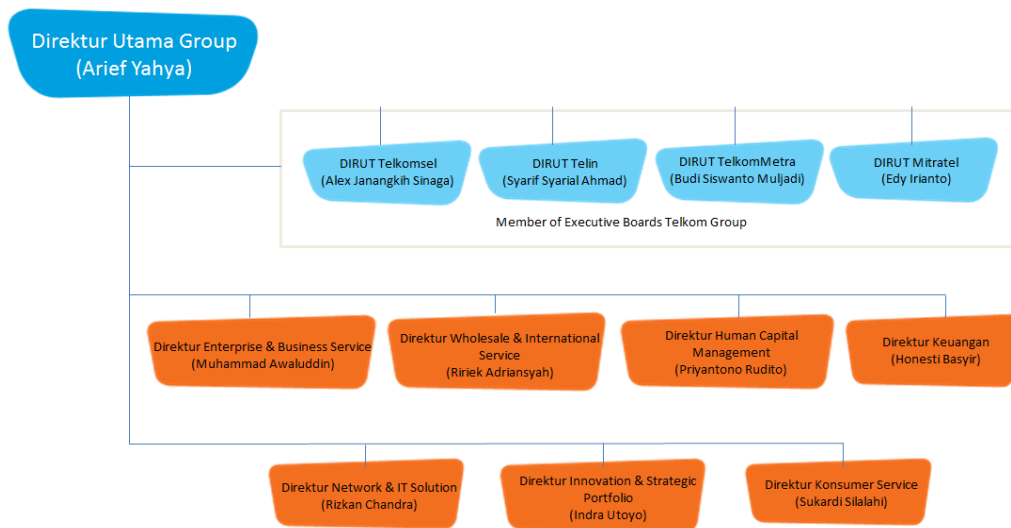 Direktur Utama Group
(Arief Yahya)
DIRUT Telkomsel
(Alex Janangkih Sinaga)
DIRUT Telin
(Syarif Syarial Ahmad)
DIRUT TelkomMetra
(Budi Siswanto Muljadi)
DIRUT Mitratel
(Edy Irianto)
Member of Executive Boards Telkom Group
Direktur Enterprise & Business Service
(Muhammad Awaluddin)
Direktur Wholesale & International
Service
(Ririek Adriansyah)
Direktur Human Capital
Management
(Priyantono Rudito)
Direktur Keuangan
(Honesti Basyir)
Direktur Network & IT Solution
(Rizkan Chandra)
Direktur Innovation & Strategic
Portfolio
(Indra Utoyo)
Direktur Konsumer Service
(Sukardi Silalahi)